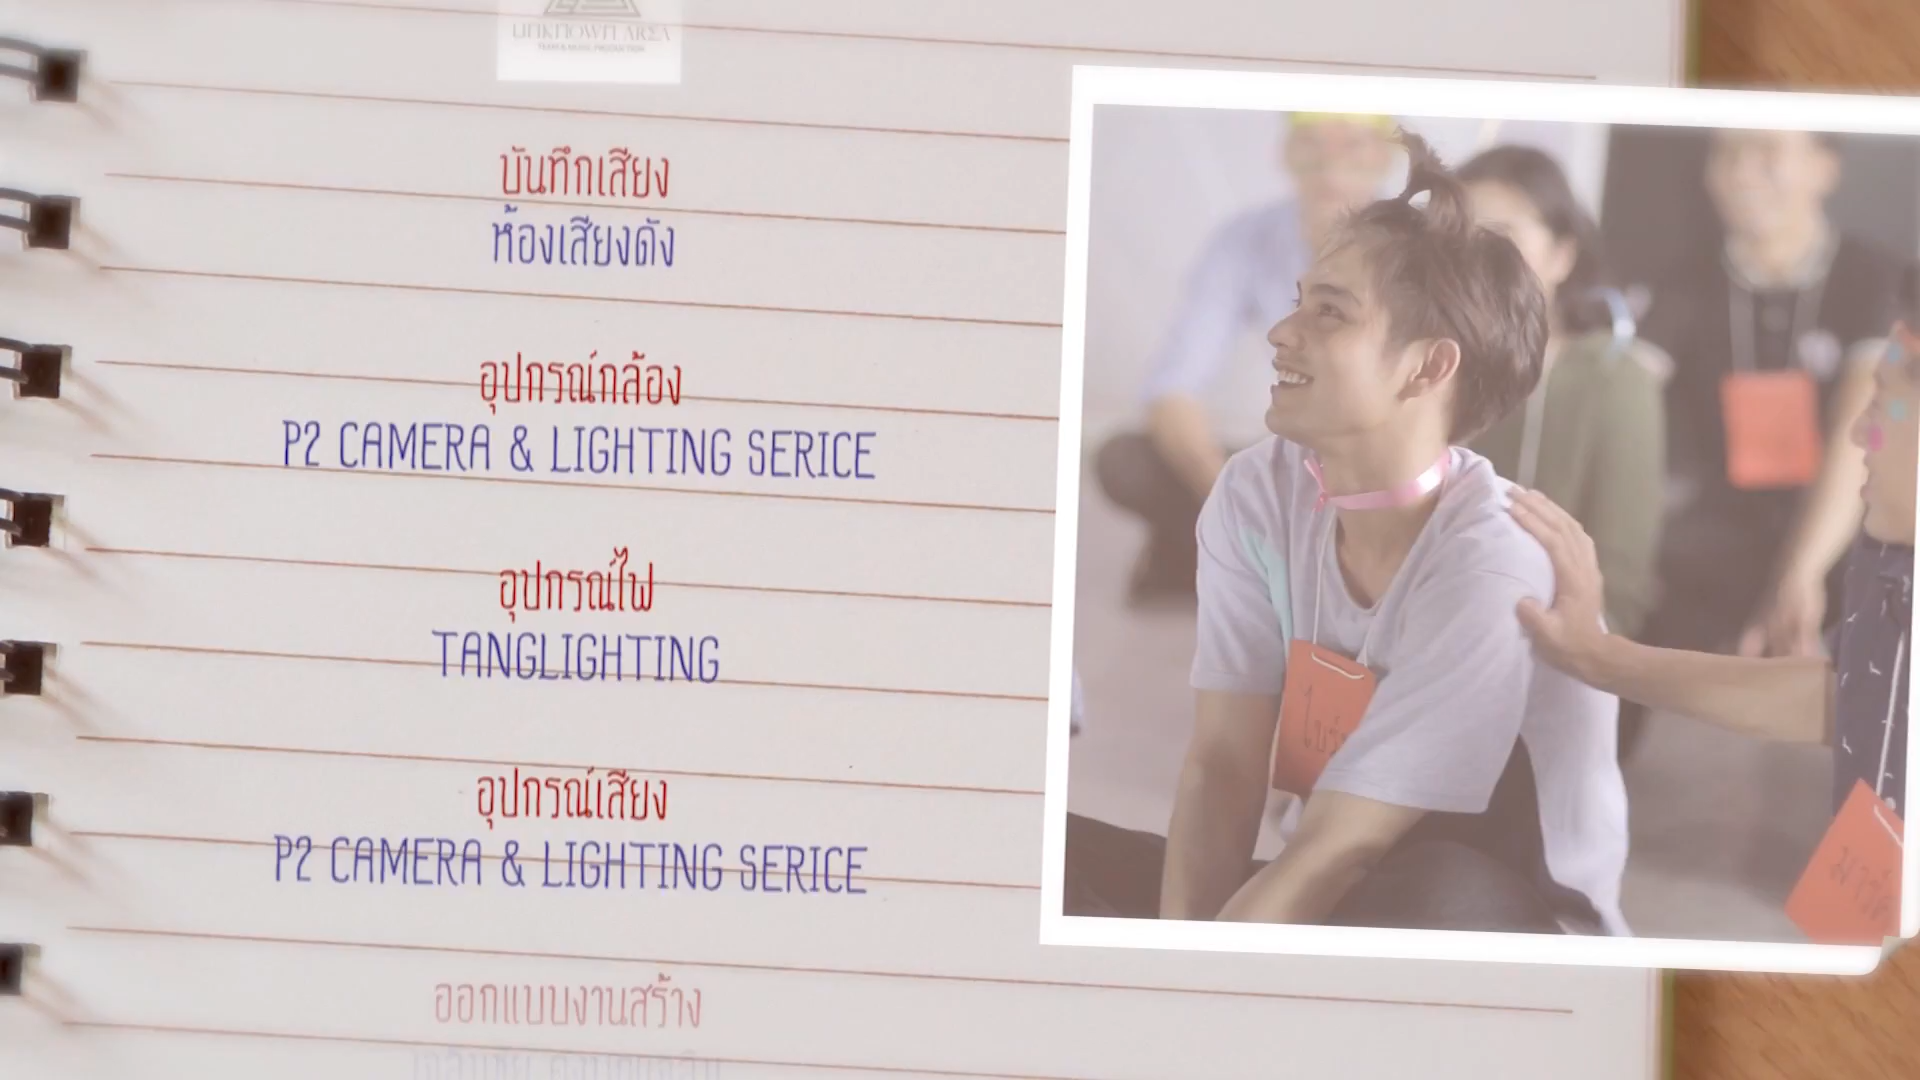 UNKNOWN AREA
บันทึกเสียง
ห้องเสียงดัง
อุปกรณ์กล้อง
P2 CAMERA & LIGHTING SERICE
อุปกรณ์ไฟ
TANGLIGHTING
อุปกรณ์เสียง
P2 CAMERA & LIGHTING SERICE
ออกแบบงานสร้าง